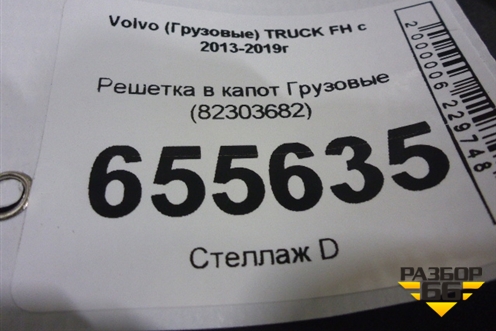 Volvo (Грузовые) TRUCK FH с
2013-2019г
Решетка в капот Грузовые
(82303682)
655635
Стеллаж D
2000006229748
РАЗБОР
66